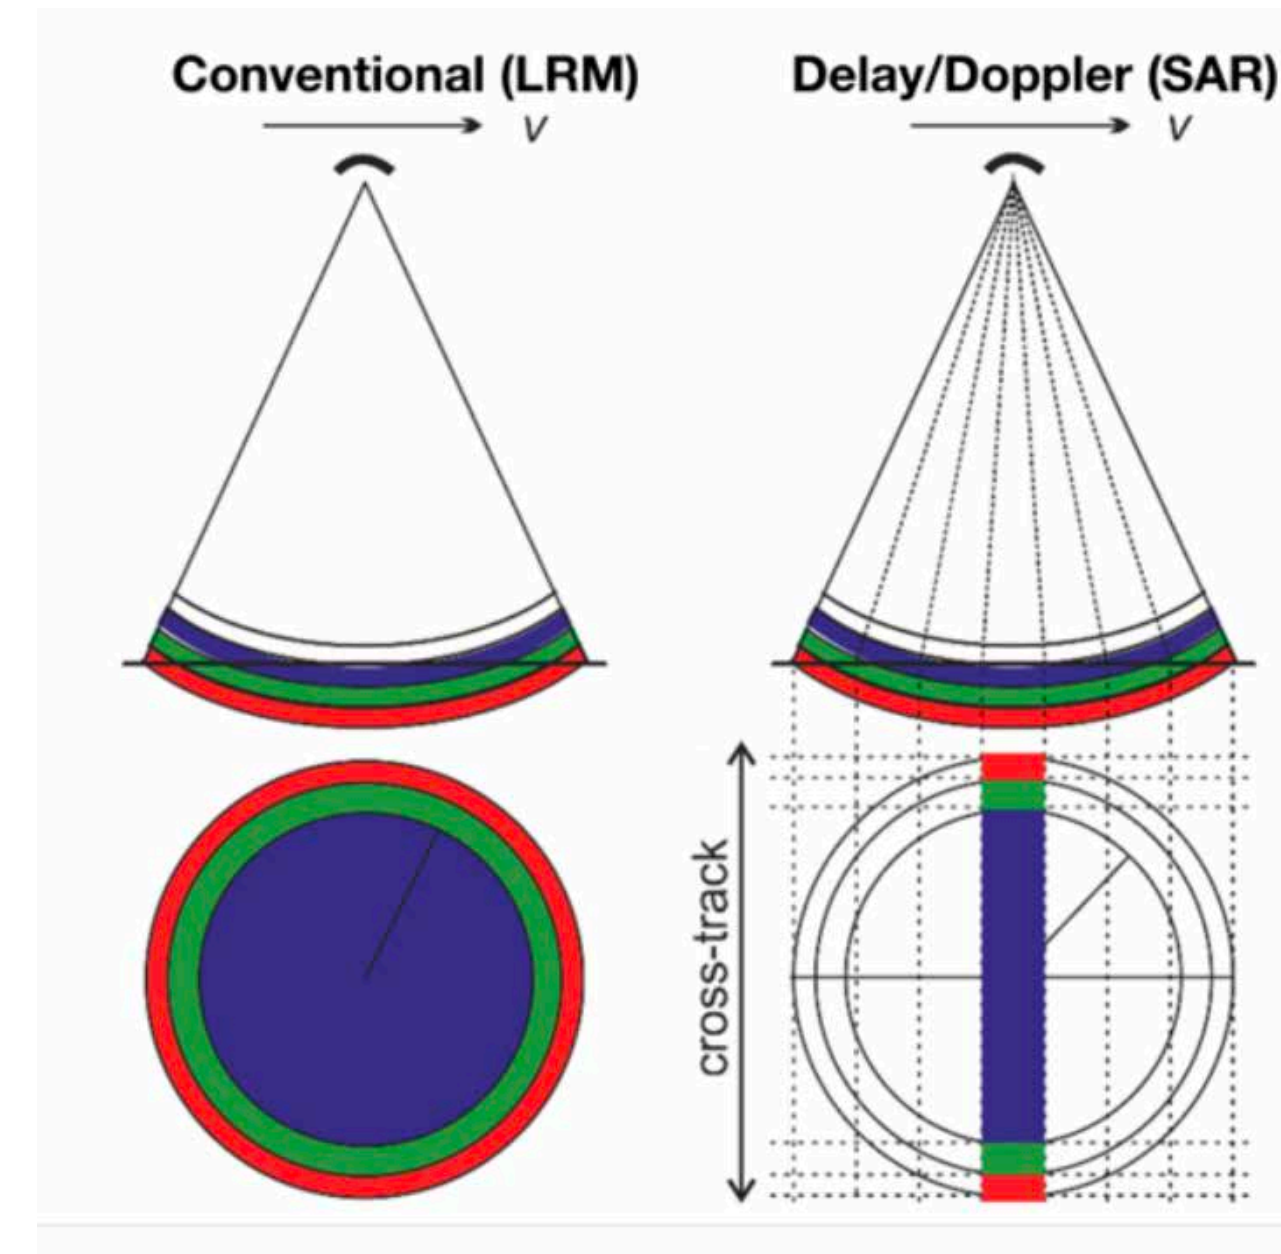 Conventional (LRM)
v
Delay/Doppler (SAR)
v
cross-track